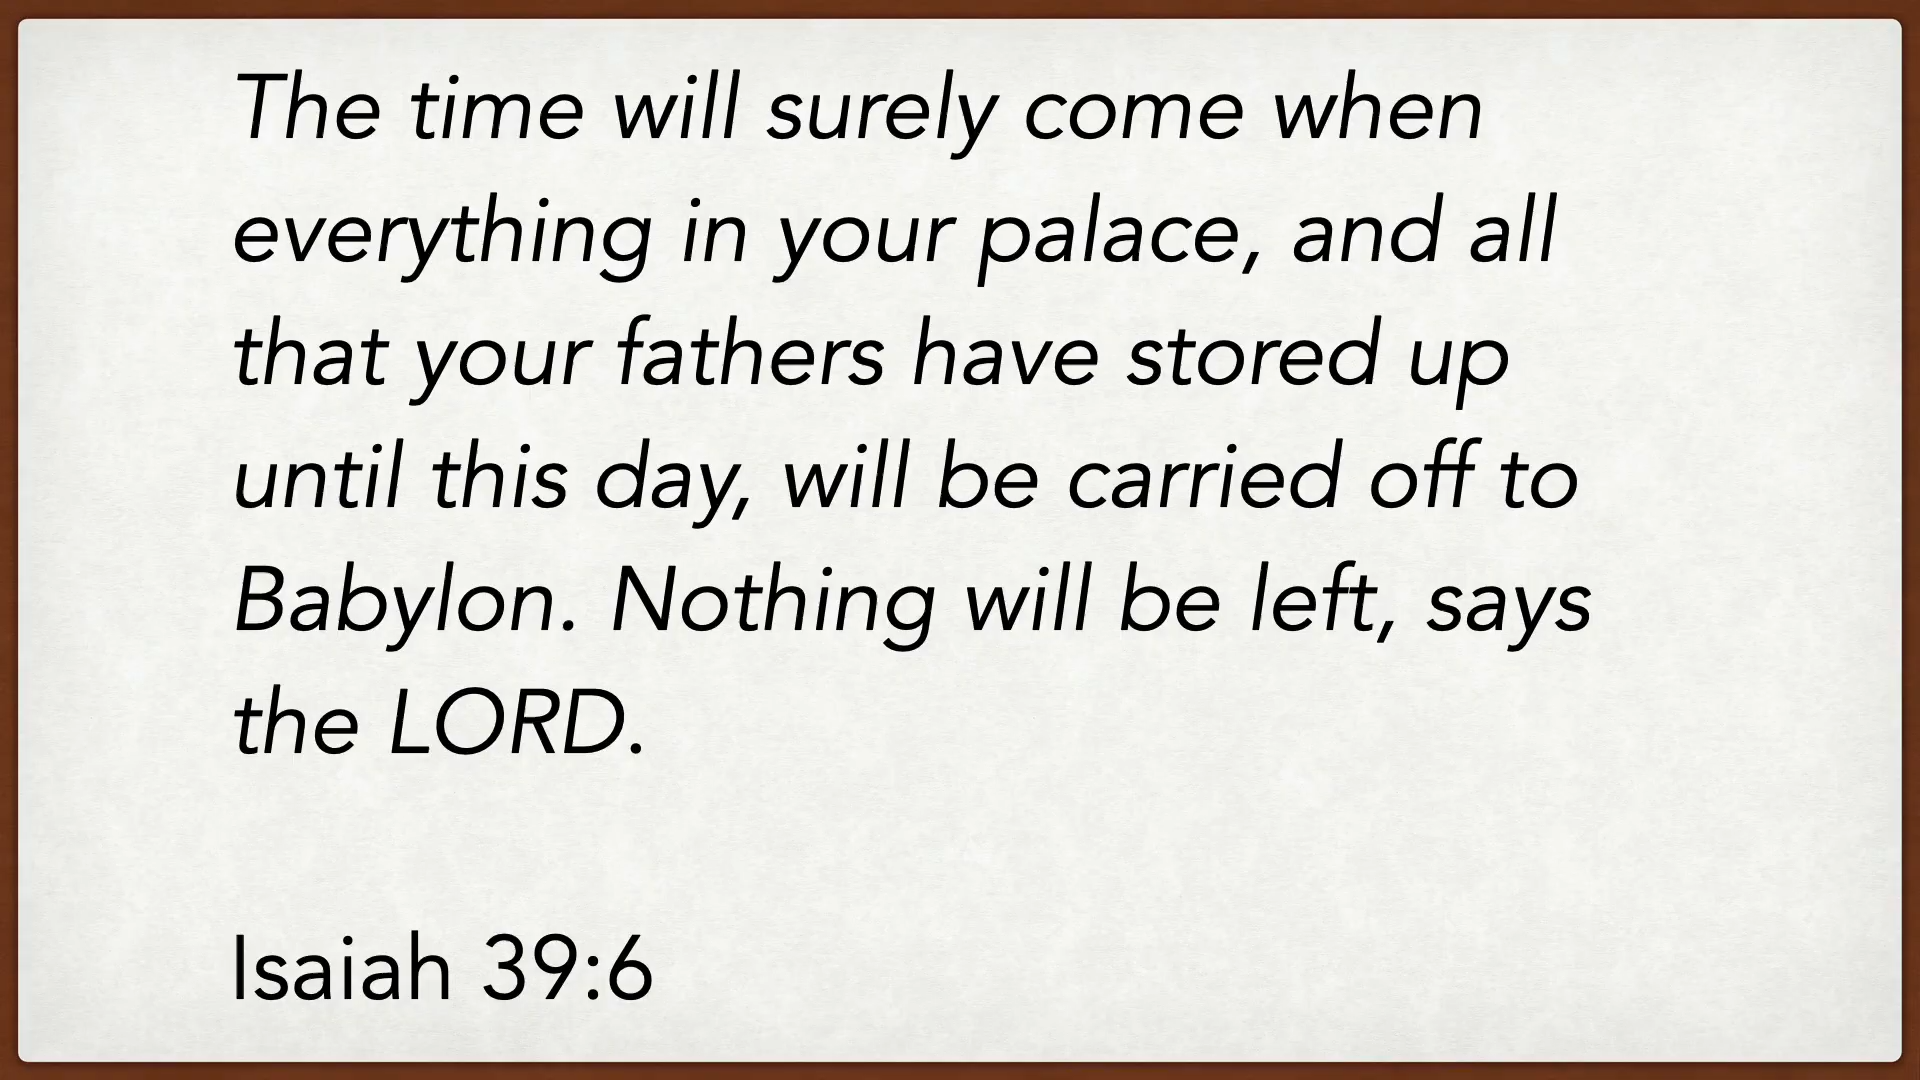 The time will surely come when
everything in your palace, and all
that your fathers have stored up
until this day, will be carried off to
Babylon. Nothing will be left, says
the LORD.
Isaiah 39:6